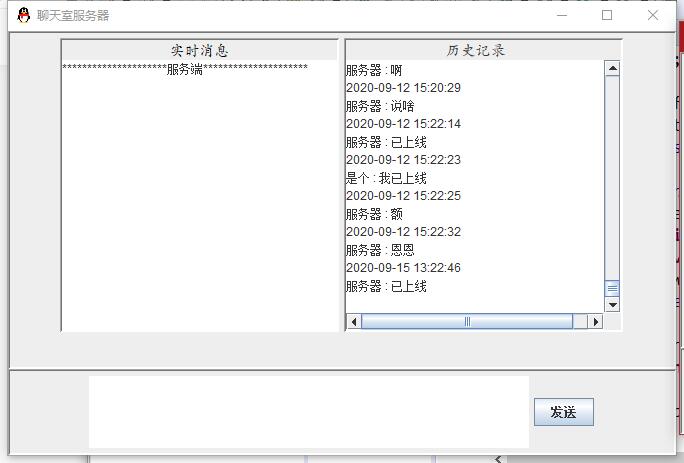 聊天室服务器
实时消息
*********************服务端*********************
历史记录
服务器 : 啊
2020-09-12 15:20:29
服务器 : 说啥
2020-09-12 15:22:14
服务器 : 已上线
2020-09-12 15:22:23
是个 : 我已上线
2020-09-12 15:22:25
服务器 : 额
2020-09-12 15:22:32
服务器 : 恩恩
2020-09-15 13:22:46
服务器 : 已上线
发送